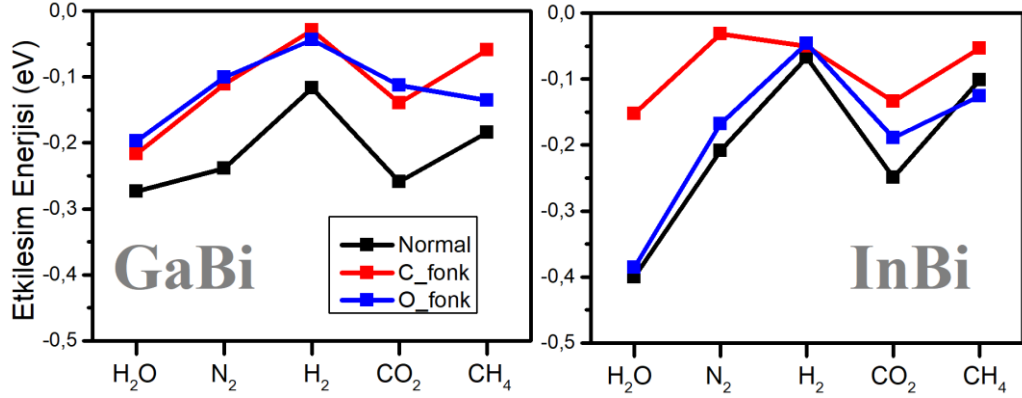 Etkilesim Enerjisi (eV)
0,0
-0,1
-0,2
-0,3
-0,4
-0,5
GaBi
Normal
C_fonk
O_fonk
H₂O N₂ H₂ CO₂ CH₄
0,0
-0,1
-0,2
-0,3
-0,4
-0,5
InBi
H₂O N₂ H₂ CO₂ CH₄